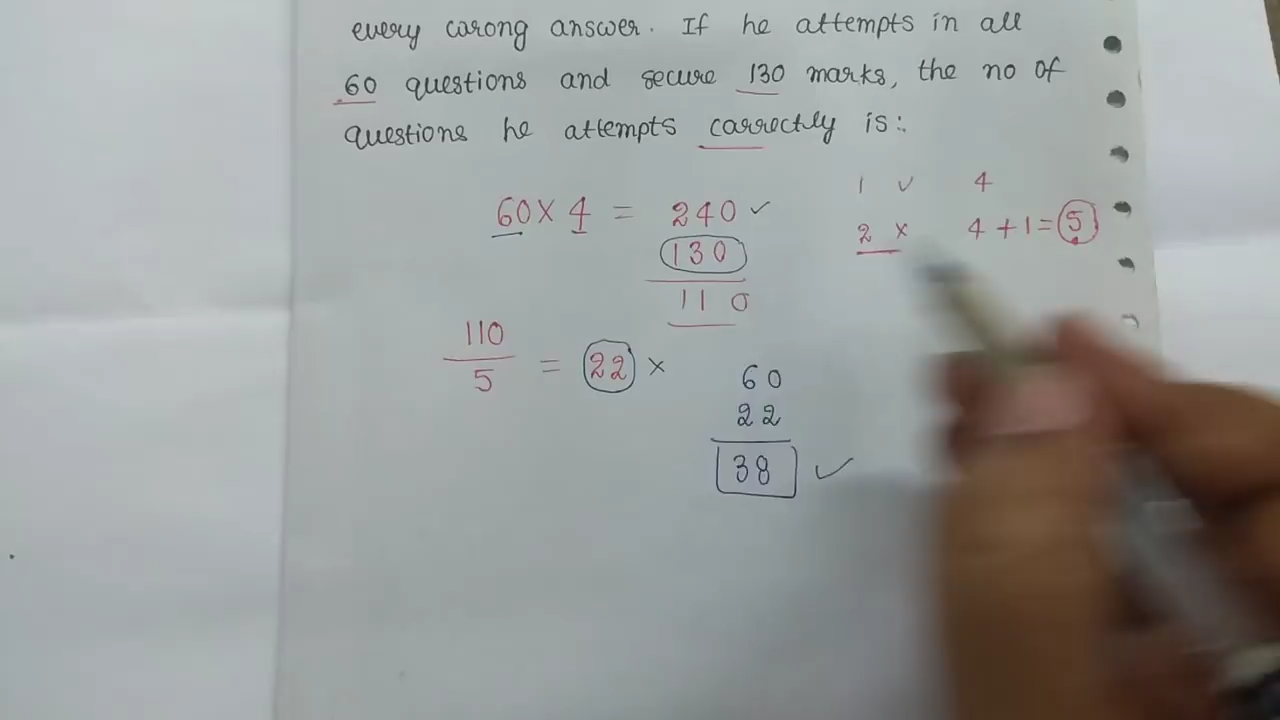 every carong answer. If he attempts in all
60 questions and secure 130 marks, the no of
questions he attempts carrectly is:
1 ✓ 4
60 × 4 = 240 ✓
2 × 4 + 1 = 5
130
110
110
5
= 22 ×
60
22
38 ✓